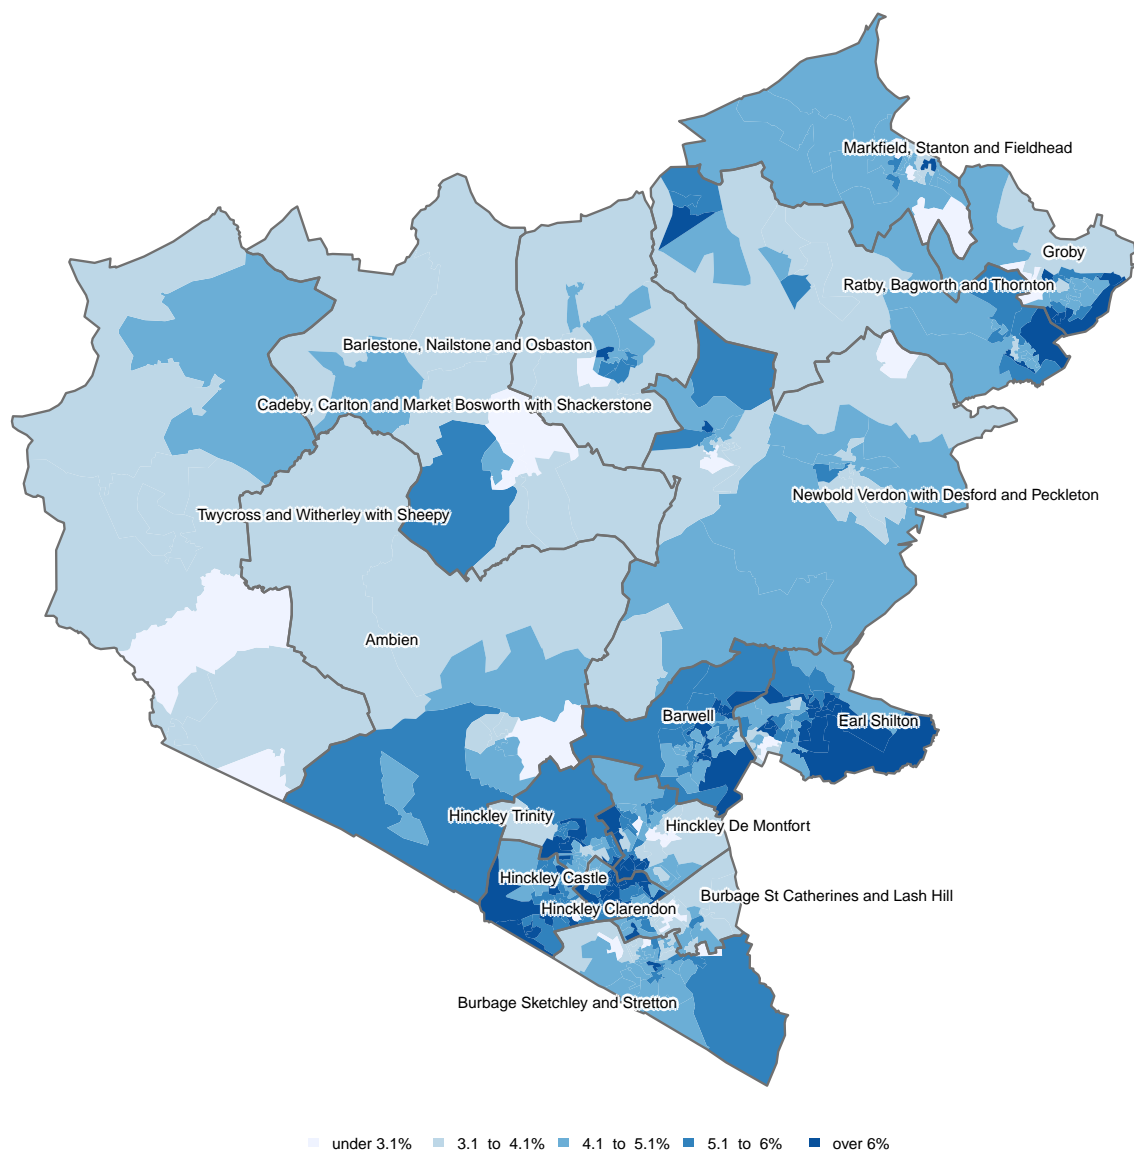 Markfield, Stanton and Fieldhead
Groby
Ratby, Bagworth and Thornton
Barlestone, Nailstone and Osbaston
Cadeby, Carlton and Market Bosworth with Shackerstone
Newbold Verdon with Desford and Peckleton
Twycross and Witherley with Sheepy
Ambien
Barwell
Earl Shilton
Hinckley Trinity
Hinckley De Montfort
Hinckley Castle
Burbage St Catherines and Lash Hill
Hinckley Clarendon
Burbage Sketchley and Stretton
under 3.1% 3.1 to 4.1% 4.1 to 5.1% 5.1 to 6% over 6%